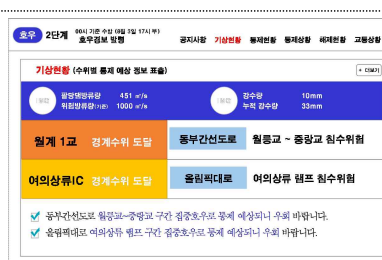 호우 2단계 00시 기준 수방 (8월 3일 17시 부)
호우경보 발령
공지사항 기상현황 통제현황 통제상황 해제현황 교통상황
기상현황 (수위별 통제 예상 정보 표출)
+ 더보기
팔당댐방류량 451 ㎥/s
위험방류량(기준) 1000 ㎥/s
강수량 10mm
누적 강수량 33mm
월계 1교 경계수위 도달 동부간선도로 월릉교 ~ 중랑교 침수위험
여의상류IC 경계수위 도달 올림픽대로 여의상류 램프 침수위험
동부간선도로 월릉교~중랑교 구간 집중호우로 통제 예상되니 우회 바랍니다.
올림픽대로 여의상류 램프 구간 집중호우로 통제 예상되니 우회 바랍니다.